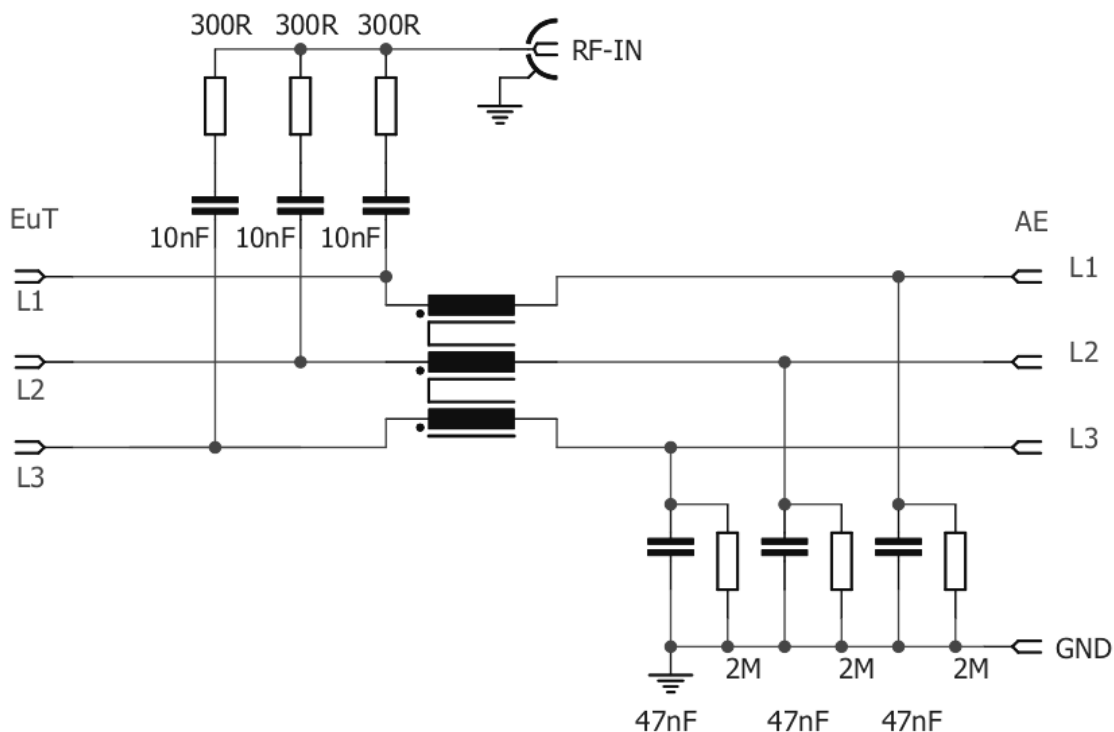 300R 300R 300R
RF-IN
EuT
10nF 10nF 10nF
AE
L1
L1
L2
L2
L3
L3
GND
2M 2M 2M
47nF 47nF 47nF